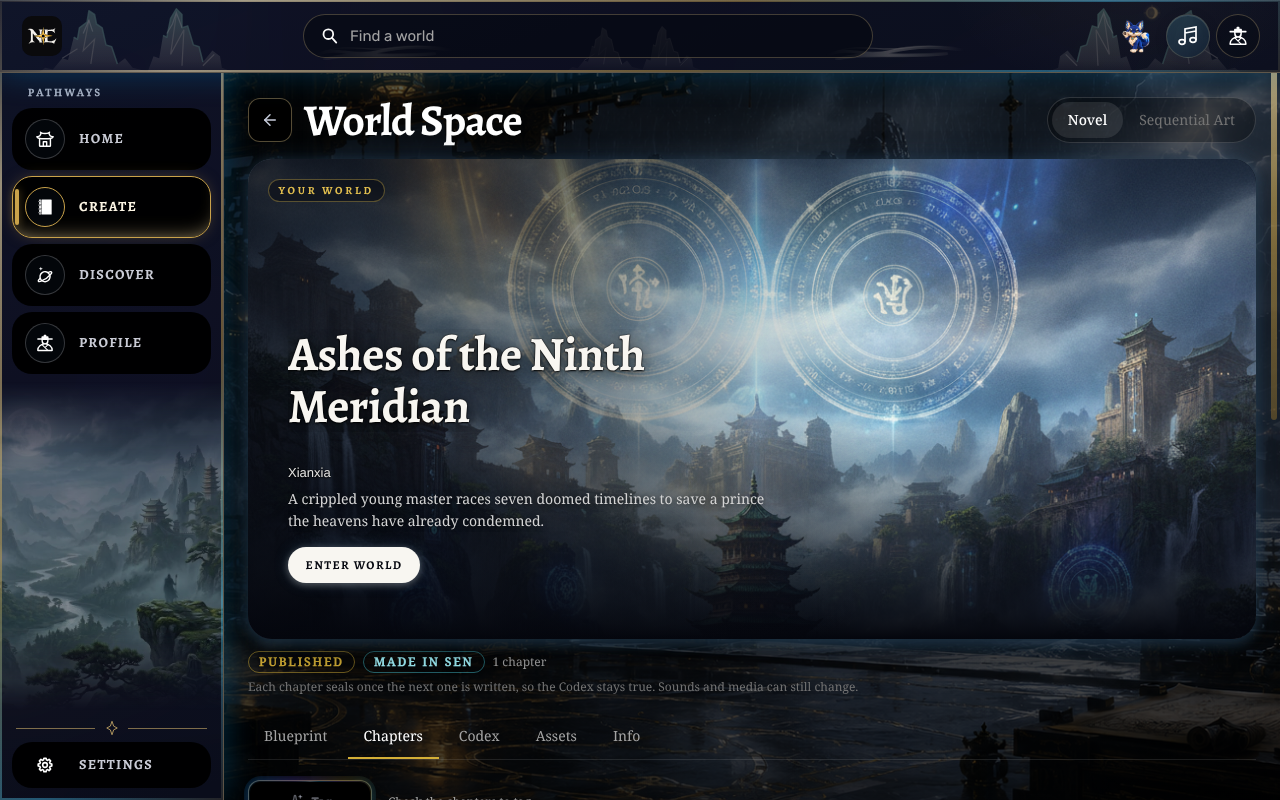 NE
Find a world
PATHWAYS
HOME
CREATE
DISCOVER
PROFILE
SETTINGS
World Space
Novel
Sequential Art
YOUR WORLD
Ashes of the Ninth
Meridian
Xianxia
A crippled young master races seven doomed timelines to save a prince
the heavens have already condemned.
ENTER WORLD
PUBLISHED
MADE IN SEN
1 chapter
Each chapter seals once the next one is written, so the Codex stays true. Sounds and media can still change.
Blueprint
Chapters
Codex
Assets
Info